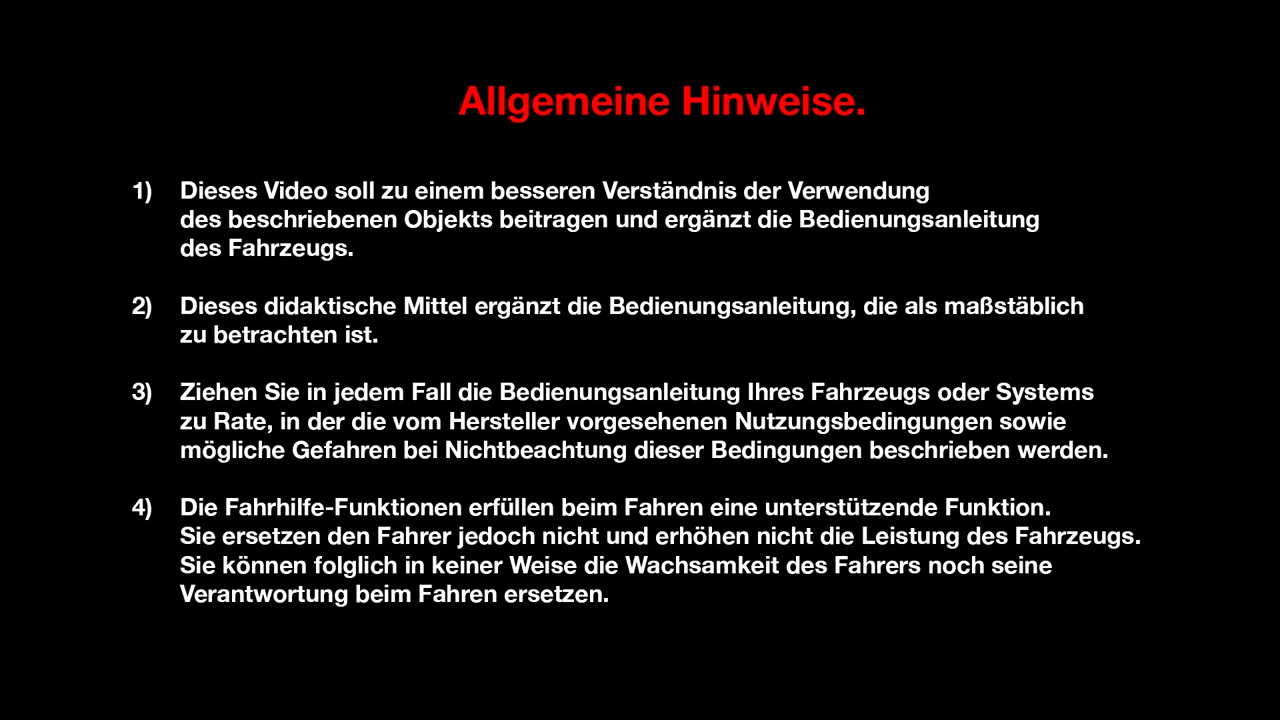 Allgemeine Hinweise.
1) Dieses Video soll zu einem besseren Verständnis der Verwendung
des beschriebenen Objekts beitragen und ergänzt die Bedienungsanleitung
des Fahrzeugs.
2) Dieses didaktische Mittel ergänzt die Bedienungsanleitung, die als maßstäblich
zu betrachten ist.
3) Ziehen Sie in jedem Fall die Bedienungsanleitung Ihres Fahrzeugs oder Systems
zu Rate, in der die vom Hersteller vorgesehenen Nutzungsbedingungen sowie
mögliche Gefahren bei Nichtbeachtung dieser Bedingungen beschrieben werden.
4) Die Fahrhilfe-Funktionen erfüllen beim Fahren eine unterstützende Funktion.
Sie ersetzen den Fahrer jedoch nicht und erhöhen nicht die Leistung des Fahrzeugs.
Sie können folglich in keiner Weise die Wachsamkeit des Fahrers noch seine
Verantwortung beim Fahren ersetzen.